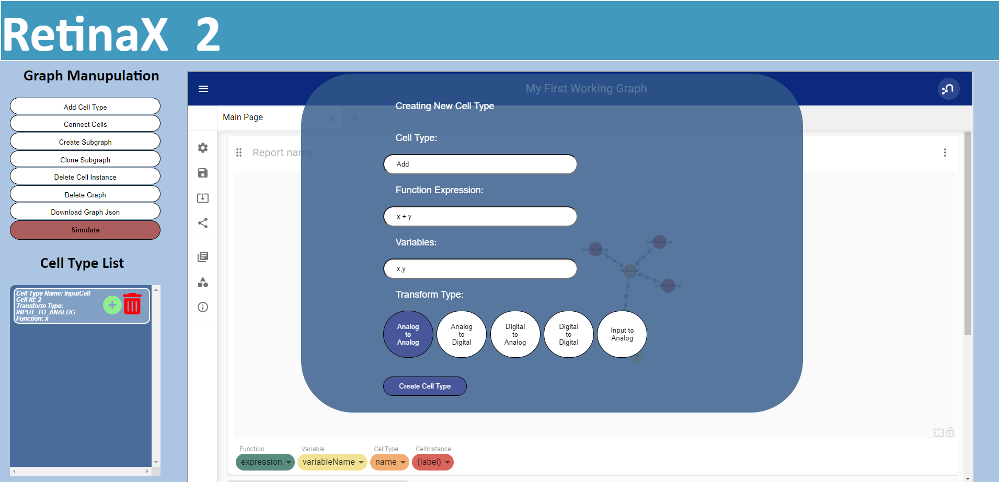 RetinaX 2
Graph Manupulation
Add Cell Type
Connect Cells
Create Subgraph
Clone Subgraph
Delete Cell Instance
Delete Graph
Download Graph Json
Simulate
Cell Type List
Cell Type Name: InputCell
Cell Id: 2
Transform Type:
INPUT_TO_ANALOG
Function: x
My First Working Graph
Main Page
Report name...
Creating New Cell Type
Cell Type:
Add
Function Expression:
x + y
Variables:
x,y
Transform Type:
Analog
to
Analog
Analog
to
Digital
Digital
to
Analog
Digital
to
Digital
Input to
Analog
Create Cell Type
CellInstance
CellInstance
InputCell
CellInstance
Function
expression
Variable
variableName
CellType
name
CellInstance
(label)